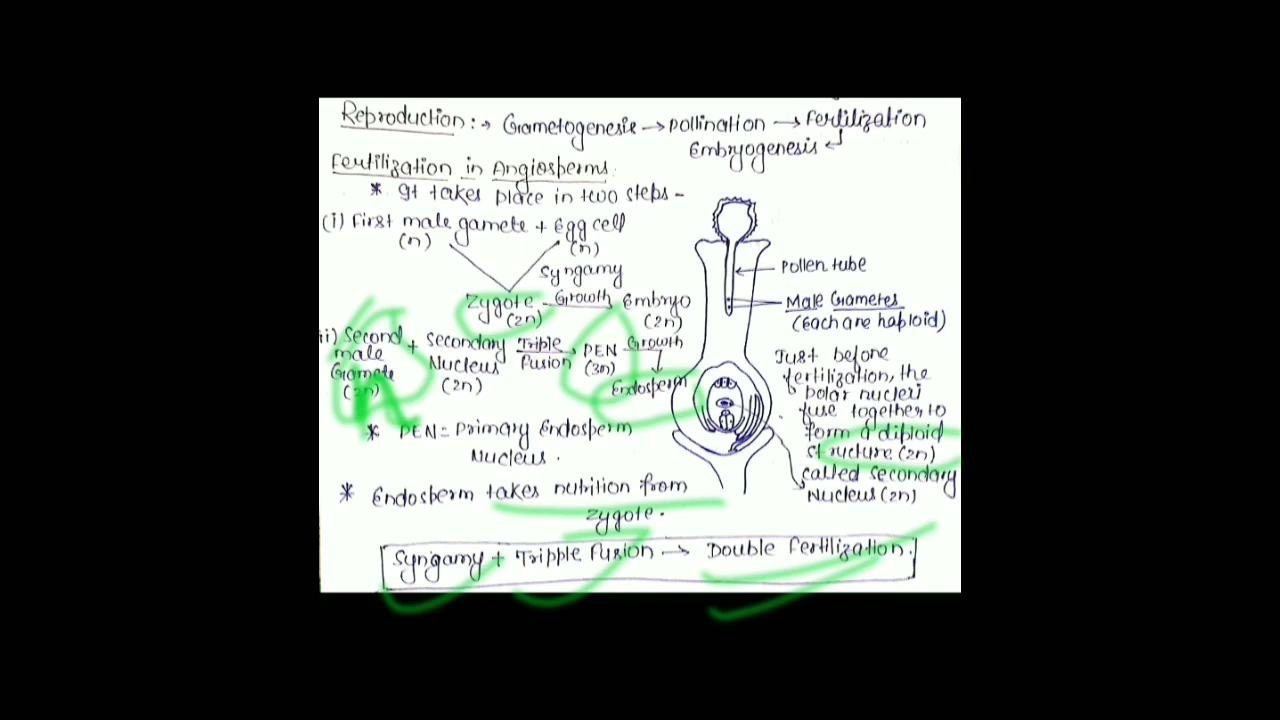 Reproduction:→ Gametogenesis → Pollination → Fertilization
Embryogenesis ↵
Fertilization in Angiosperms.
* It takes place in two steps -
(i) First male gamete + Egg cell
(n) (n)
Syngamy
Zygote Growth Embryo
(2n) (2n)
ii) Second male Gamete + Secondary Nucleus Triple Fusion PEN Growth
(2n) (3n)
Endosperm
* PEN = Primary Endosperm
Nucleus.
* Endosperm takes nutrition from
zygote.
Syngamy + Tripple Fusion → Double Fertilization.
Pollen tube
Male Gametes
(Each are haploid)
Just before
fertilization, the
polar nucleri
fuse together to
form a diploid
structure (2n)
called secondary
Nucleus (2n)